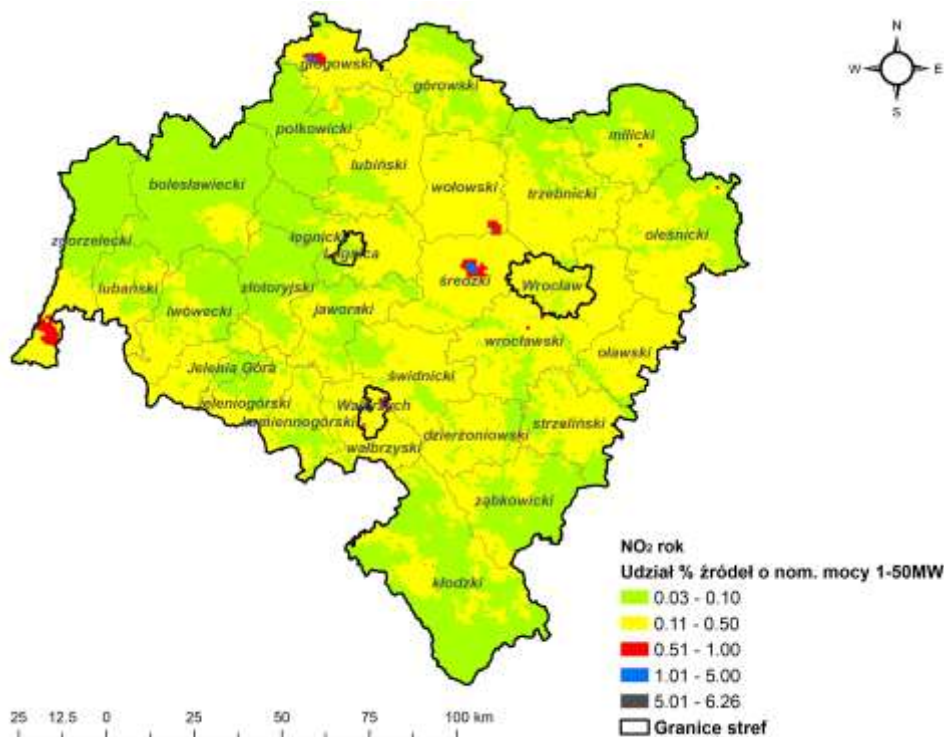 N
W E
S
głogowski
górowski
polkowicki
milicki
lubiński
bolesławiecki
wołowski
trzebnicki
oleśnicki
zgorzelecki
legnicki
Legnica
lubański
złotoryjski
średzki
Wrocław
lwówecki
jaworski
wrocławski
oławski
Jelenia Góra
świdnicki
jeleniogórski
Wałbrzych
kamiennogórski
strzeliński
dzierżoniowski
wałbrzyski
ząbkowicki
kłodzki
NO₂ rok
Udział % źródeł o nom. mocy 1-50MW
0.03 - 0.10
0.11 - 0.50
0.51 - 1.00
1.01 - 5.00
5.01 - 6.26
Granice stref
25 12.5 0 25 50 75 100 km